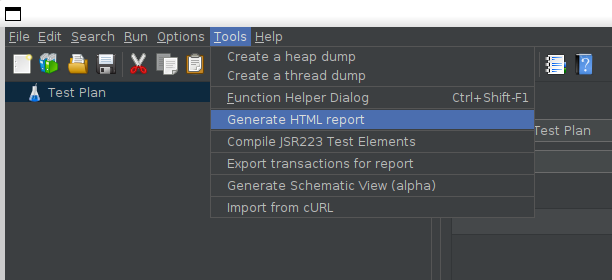 File Edit Search Run Options Tools Help
Create a heap dump
Create a thread dump
Function Helper Dialog Ctrl+Shift-F1
Generate HTML report
Compile JSR223 Test Elements
Export transactions for report
Generate Schematic View (alpha)
Import from cURL
Test Plan
Test Plan